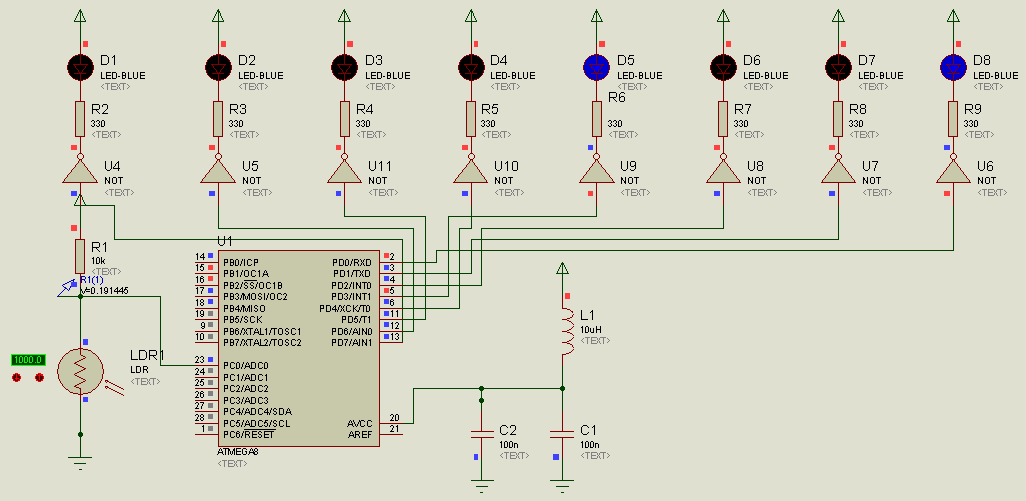 D1
LED-BLUE
<TEXT>
D2
LED-BLUE
<TEXT>
D3
LED-BLUE
<TEXT>
D4
LED-BLUE
<TEXT>
D5
LED-BLUE
<TEXT>
D6
LED-BLUE
<TEXT>
D7
LED-BLUE
<TEXT>
D8
LED-BLUE
<TEXT>
R2
330
<TEXT>
R3
330
<TEXT>
R4
330
<TEXT>
R5
330
<TEXT>
R6
330
<TEXT>
R7
330
<TEXT>
R8
330
<TEXT>
R9
330
<TEXT>
U4
NOT
<TEXT>
U5
NOT
<TEXT>
U11
NOT
<TEXT>
U10
NOT
<TEXT>
U9
NOT
<TEXT>
U8
NOT
<TEXT>
U7
NOT
<TEXT>
U6
NOT
<TEXT>
R1
10k
<TEXT>
R1(1)
V=0.191445
1000.0
LDR1
LDR
<TEXT>
U1
14 PB0/ICP PD0/RXD 2
15 PB1/OC1A PD1/TXD 3
16 PB2/SS/OC1B PD2/INT0 4
17 PB3/MOSI/OC2 PD3/INT1 5
18 PB4/MISO PD4/XCK/T0 6
19 PB5/SCK PD5/T1 11
9 PB6/XTAL1/TOSC1 PD6/AIN0 12
10 PB7/XTAL2/TOSC2 PD7/AIN1 13
23 PC0/ADC0
24 PC1/ADC1
25 PC2/ADC2
26 PC3/ADC3
27 PC4/ADC4/SDA
28 PC5/ADC5/SCL AVCC 20
1 PC6/RESET AREF 21
ATMEGA8
<TEXT>
L1
10uH
<TEXT>
C2
100n
<TEXT>
C1
100n
<TEXT>